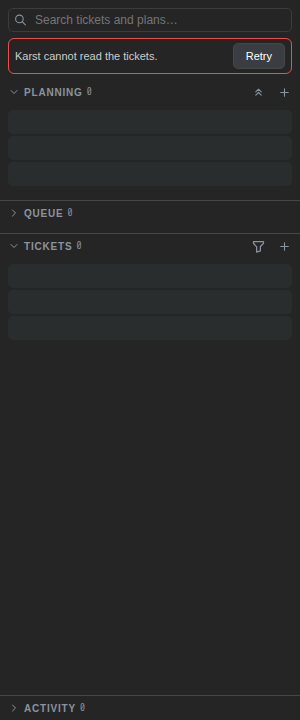 Search tickets and plans…
Karst cannot read the tickets.
Retry
PLANNING 0
QUEUE 0
TICKETS 0
ACTIVITY 0